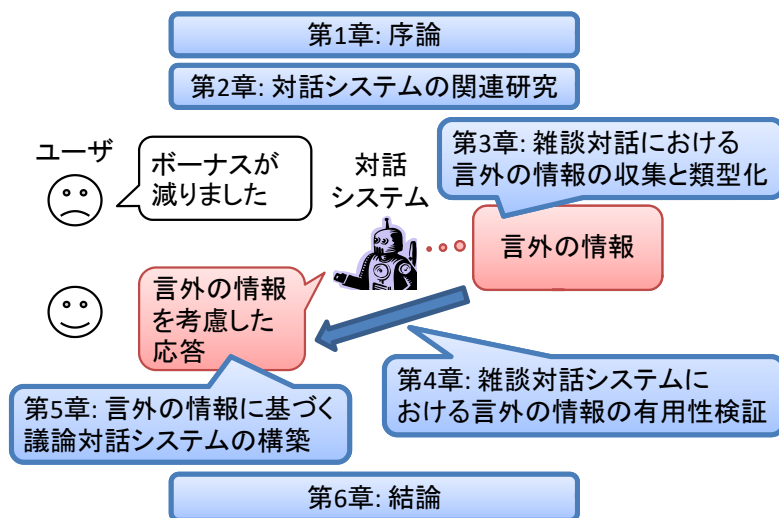 第1章: 序論
第2章: 対話システムの関連研究
ユーザ
ボーナスが
減りました
対話
システム
第3章: 雑談対話における
言外の情報の収集と類型化
言外の情報
言外の情報
を考慮した
応答
第4章: 雑談対話システムに
おける言外の情報の有用性検証
第5章: 言外の情報に基づく
議論対話システムの構築
第6章: 結論